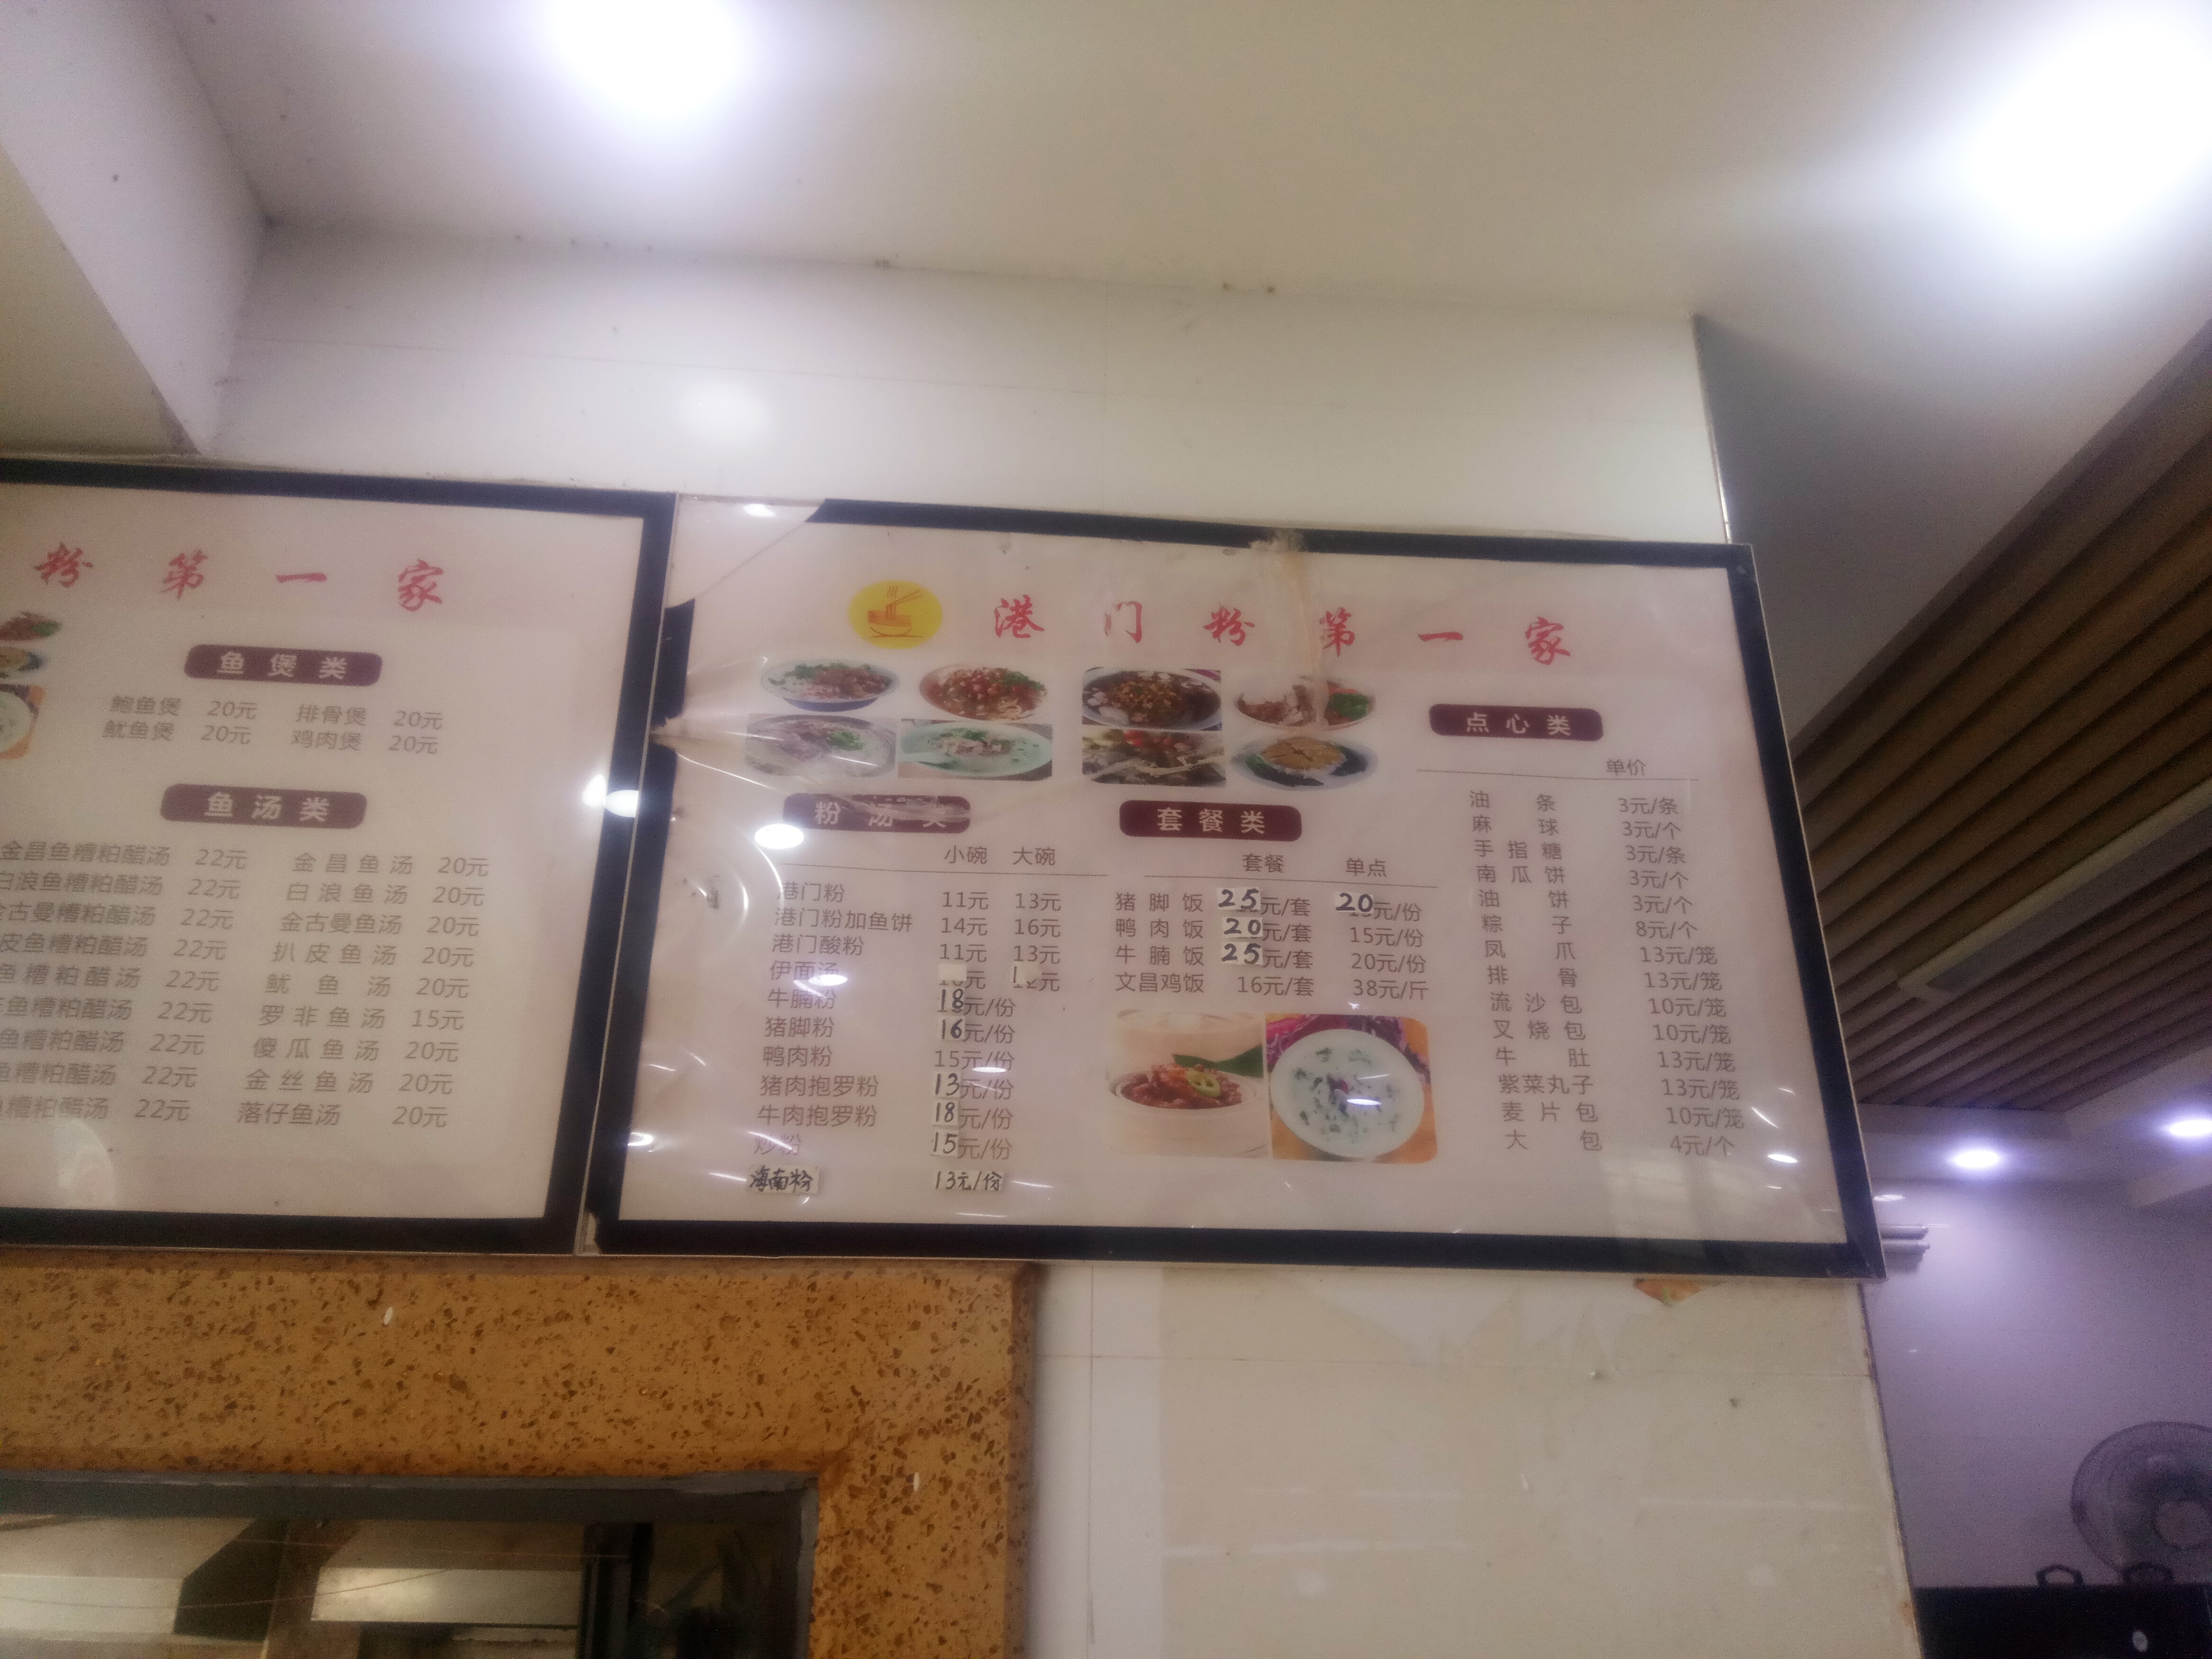 粉 第 一 家
鱼 煲 类
鲍鱼煲 20元 排骨煲 20元
鱿鱼煲 20元 鸡肉煲 20元
鱼 汤 类
金昌鱼糟粕醋汤 22元 金 昌 鱼 汤 20元
白浪鱼糟粕醋汤 22元 白 浪 鱼 汤 20元
金古曼糟粕醋汤 22元 金古曼鱼汤 20元
皮鱼糟粕醋汤 22元 扒 皮 鱼 汤 20元
鱼 糟 粕 醋 汤 22元 鱿 鱼 汤 20元
鱼糟粕醋汤 22元 罗 非 鱼 汤 15元
鱼糟粕醋汤 22元 傻 瓜 鱼 汤 20元
鱼糟粕醋汤 22元 金 丝 鱼 汤 20元
糟粕醋汤 22元 落仔鱼汤 20元
港 门 粉 第 一 家
粉 汤 类
小碗 大碗
港门粉 11元 13元
港门粉加鱼饼 14元 16元
港门酸粉 11元 13元
伊面汤 元 元
牛腩粉 18元/份
猪脚粉 16元/份
鸭肉粉 15元/份
猪肉抱罗粉 13元/份
牛肉抱罗粉 18元/份
炒粉 15元/份
海南粉 13元/份
套 餐 类
套餐 单点
猪 脚 饭 25元/套 20元/份
鸭 肉 饭 20元/套 15元/份
牛 腩 饭 25元/套 20元/份
文昌鸡饭 16元/套 38元/斤
点 心 类
单价
油 条 3元/条
麻 球 3元/个
手 指 糖 3元/条
南 瓜 饼 3元/个
油 饼 3元/个
粽 子 8元/个
凤 爪 13元/笼
排 骨 13元/笼
流 沙 包 10元/笼
叉 烧 包 10元/笼
牛 肚 13元/笼
紫菜丸子 13元/笼
麦 片 包 10元/笼
大 包 4元/个